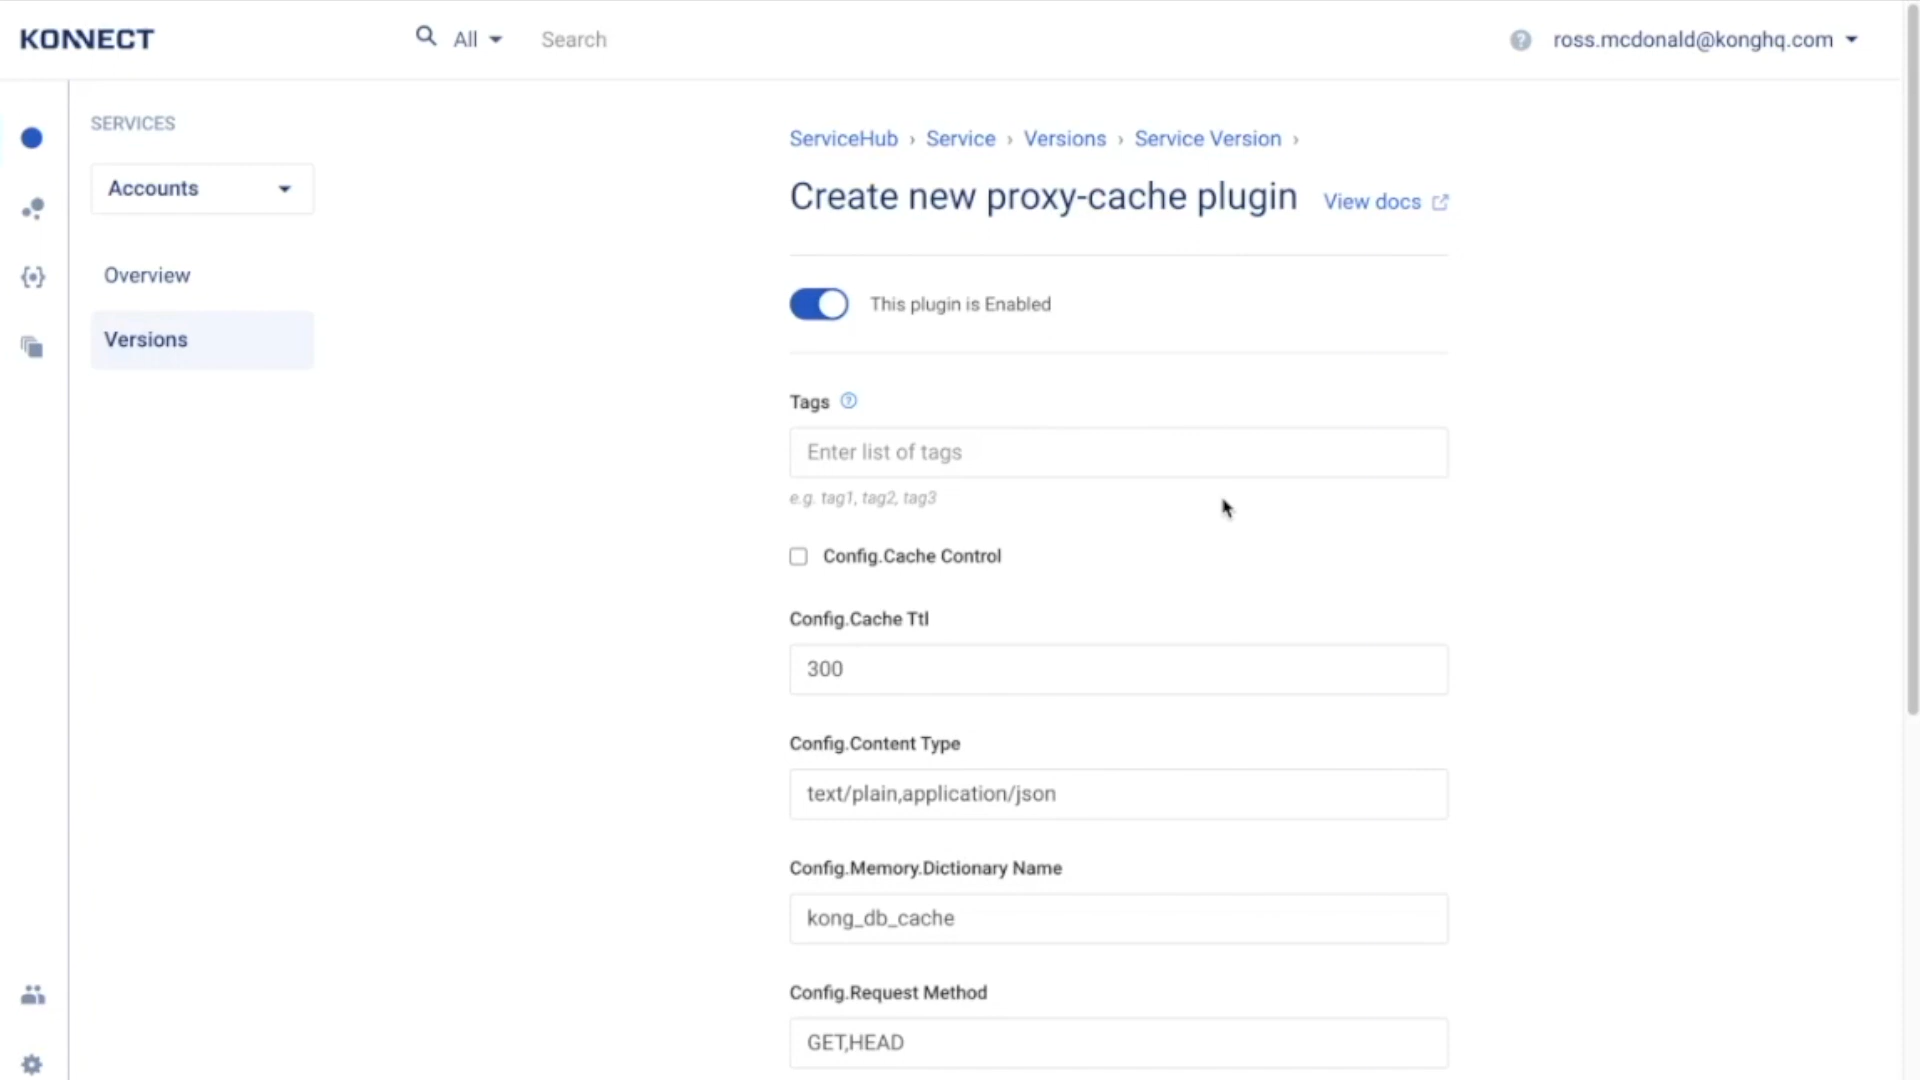 KONNECT
All
Search
ross.mcdonald@konghq.com
SERVICES
Accounts
Overview
Versions
ServiceHub › Service › Versions › Service Version ›
Create new proxy-cache plugin
View docs
This plugin is Enabled
Tags
Enter list of tags
e.g. tag1, tag2, tag3
Config.Cache Control
Config.Cache Ttl
300
Config.Content Type
text/plain,application/json
Config.Memory.Dictionary Name
kong_db_cache
Config.Request Method
GET,HEAD